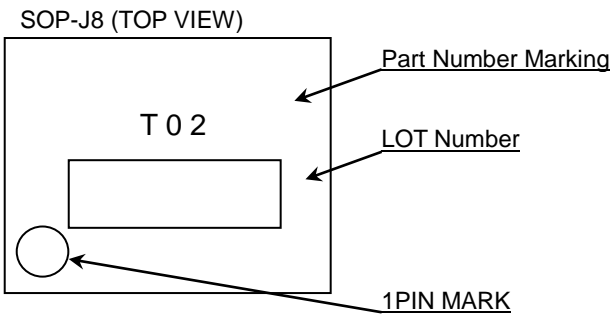 SOP-J8 (TOP VIEW)
Part Number Marking
T 0 2
LOT Number
1PIN MARK